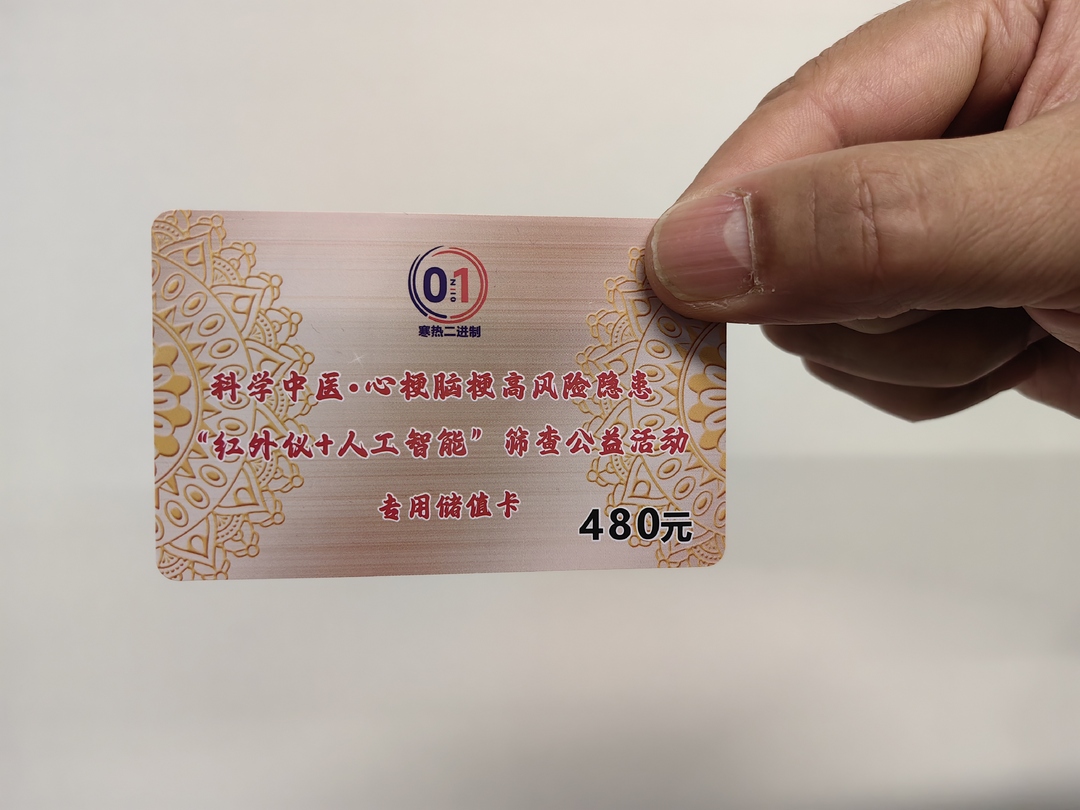 01
NIIO
寒热二进制
科学中医·心梗脑梗高风险隐患
“红外仪+人工智能”筛查公益活动
专用储值卡
480元